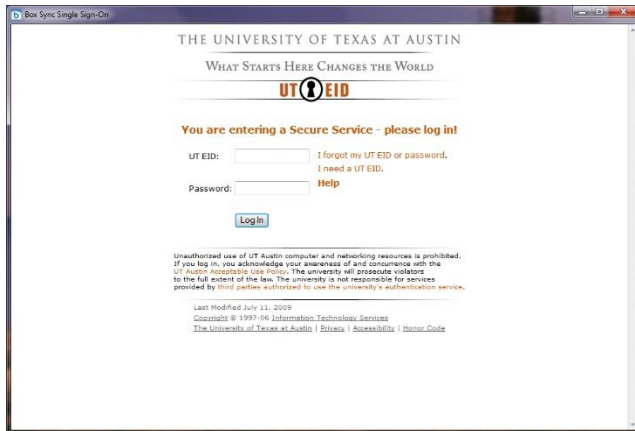 Box Sync Single Sign-On
THE UNIVERSITY OF TEXAS AT AUSTIN
WHAT STARTS HERE CHANGES THE WORLD
UT EID
You are entering a Secure Service - please log in!
UT EID:
I forgot my UT EID or password.
I need a UT EID.
Password:
Help
Log In
Unauthorized use of UT Austin computer and networking resources is prohibited.
If you log in, you acknowledge your awareness of and concurrence with the
UT Austin Acceptable Use Policy. The university will prosecute violators
to the full extent of the law. The university is not responsible for services
provided by third parties authorized to use the university's authentication service.
Last Modified July 11, 2009
Copyright © 1997-06 Information Technology Services
The University of Texas at Austin | Privacy | Accessibility | Honor Code